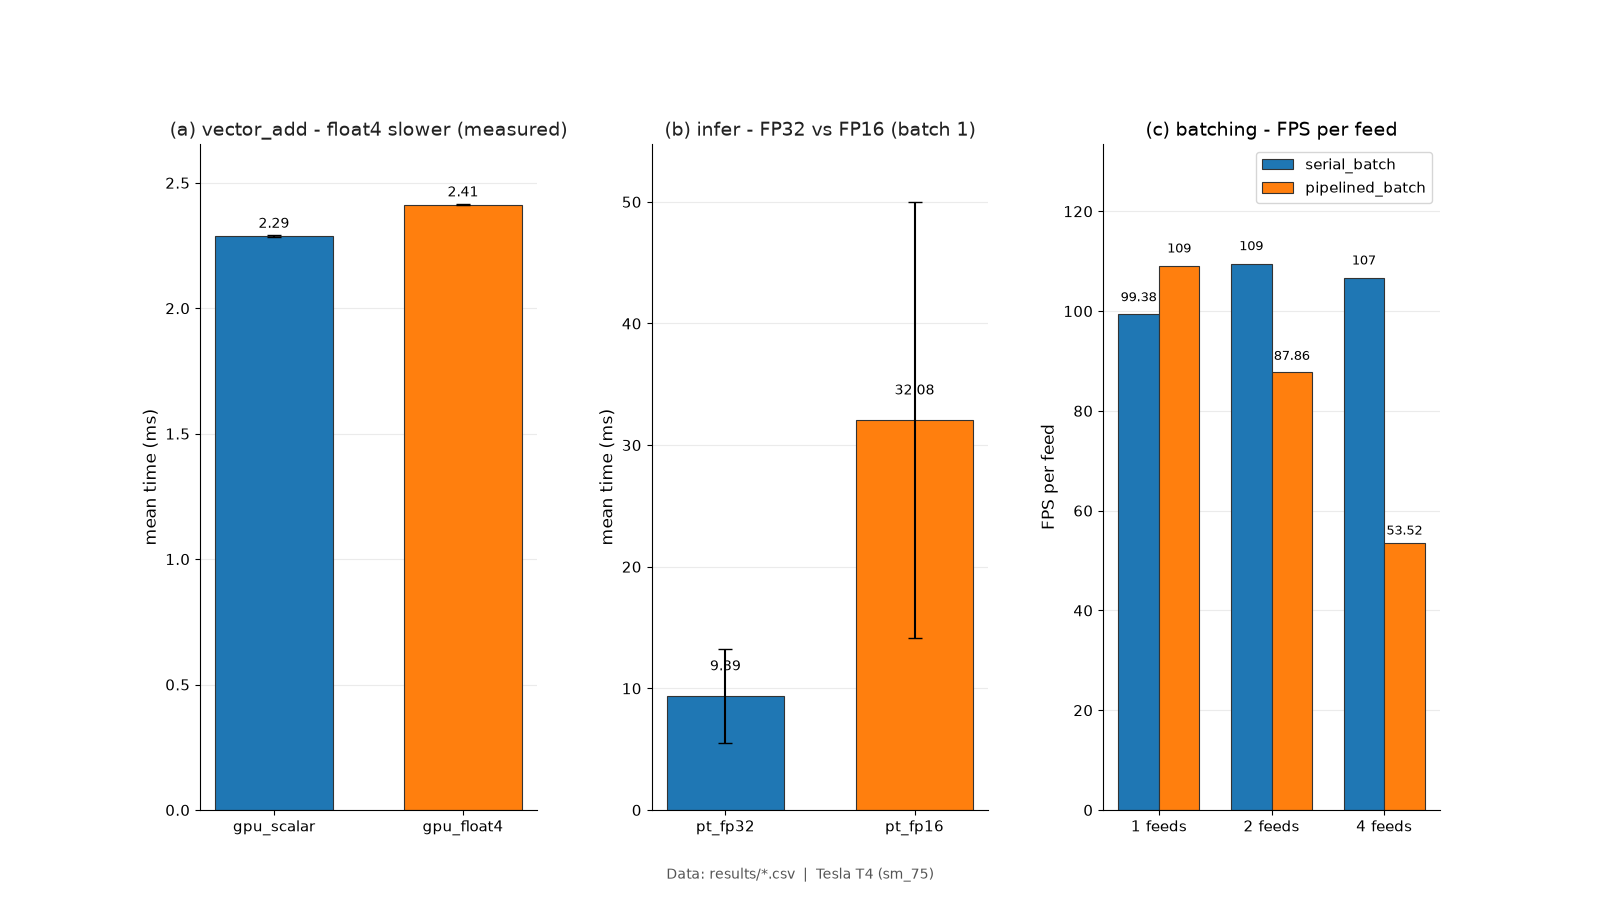 (a) vector_add - float4 slower (measured)
mean time (ms)
2.5
2.0
1.5
1.0
0.5
0.0
2.29
2.41
gpu_scalar
gpu_float4
(b) infer - FP32 vs FP16 (batch 1)
mean time (ms)
50
40
30
20
10
0
9.39
32.08
pt_fp32
pt_fp16
(c) batching - FPS per feed
serial_batch
pipelined_batch
FPS per feed
120
100
80
60
40
20
0
99.38
109
109
87.86
107
53.52
1 feeds
2 feeds
4 feeds
Data: results/*.csv | Tesla T4 (sm_75)